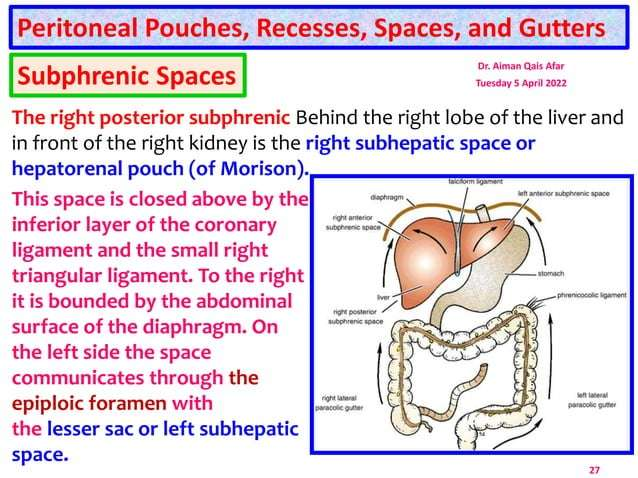 Peritoneal Pouches, Recesses, Spaces, and Gutters
Subphrenic Spaces
Dr. Aiman Qais Afar
Tuesday 5 April 2022
The right posterior subphrenic Behind the right lobe of the liver and
in front of the right kidney is the right subhepatic space or
hepatorenal pouch (of Morison).
This space is closed above by the
inferior layer of the coronary
ligament and the small right
triangular ligament. To the right
it is bounded by the abdominal
surface of the diaphragm. On
the left side the space
communicates through the
epiploic foramen with
the lesser sac or left subhepatic
space.
falciform ligament
diaphragm
left anterior subphrenic space
right anterior
subphrenic space
stomach
liver
phrenicocolic ligament
right posterior
subphrenic space
right lateral
paracolic gutter
left lateral
paracolic gutter
27